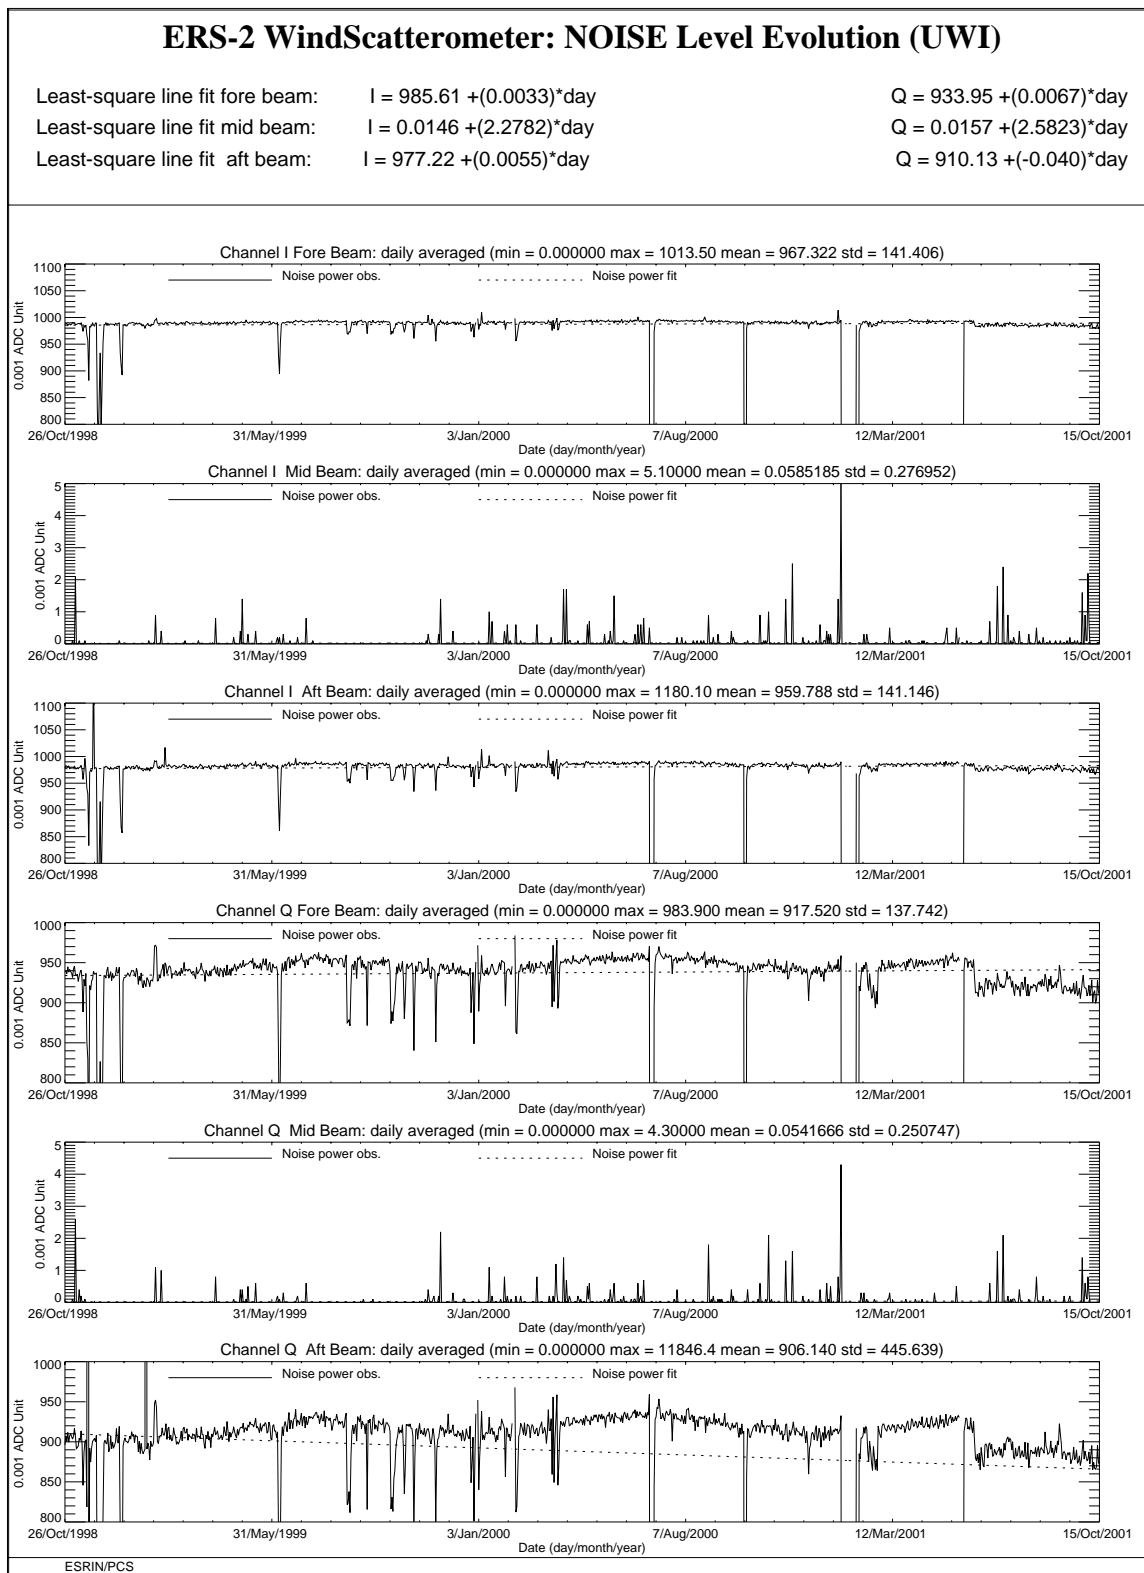 ERS-2 WindScatterometer: NOISE Level Evolution (UWI)
Least-square line fit fore beam: I = 985.61 +(0.0033)*day Q = 933.95 +(0.0067)*day
Least-square line fit mid beam: I = 0.0146 +(2.2782)*day Q = 0.0157 +(2.5823)*day
Least-square line fit aft beam: I = 977.22 +(0.0055)*day Q = 910.13 +(-0.040)*day
Channel I Fore Beam: daily averaged (min = 0.000000 max = 1013.50 mean = 967.322 std = 141.406)
Noise power obs. Noise power fit
0.001 ADC Unit
1100
1050
1000
950
900
850
800
26/Oct/1998 31/May/1999 3/Jan/2000 7/Aug/2000 12/Mar/2001 15/Oct/2001
Date (day/month/year)
Channel I Mid Beam: daily averaged (min = 0.000000 max = 5.10000 mean = 0.0585185 std = 0.276952)
Noise power obs. Noise power fit
0.001 ADC Unit
5
4
3
2
1
0
26/Oct/1998 31/May/1999 3/Jan/2000 7/Aug/2000 12/Mar/2001 15/Oct/2001
Date (day/month/year)
Channel I Aft Beam: daily averaged (min = 0.000000 max = 1180.10 mean = 959.788 std = 141.146)
Noise power obs. Noise power fit
0.001 ADC Unit
1100
1050
1000
950
900
850
800
26/Oct/1998 31/May/1999 3/Jan/2000 7/Aug/2000 12/Mar/2001 15/Oct/2001
Date (day/month/year)
Channel Q Fore Beam: daily averaged (min = 0.000000 max = 983.900 mean = 917.520 std = 137.742)
Noise power obs. Noise power fit
0.001 ADC Unit
1000
950
900
850
800
26/Oct/1998 31/May/1999 3/Jan/2000 7/Aug/2000 12/Mar/2001 15/Oct/2001
Date (day/month/year)
Channel Q Mid Beam: daily averaged (min = 0.000000 max = 4.30000 mean = 0.0541666 std = 0.250747)
Noise power obs. Noise power fit
0.001 ADC Unit
5
4
3
2
1
0
26/Oct/1998 31/May/1999 3/Jan/2000 7/Aug/2000 12/Mar/2001 15/Oct/2001
Date (day/month/year)
Channel Q Aft Beam: daily averaged (min = 0.000000 max = 11846.4 mean = 906.140 std = 445.639)
Noise power obs. Noise power fit
0.001 ADC Unit
1000
950
900
850
800
26/Oct/1998 31/May/1999 3/Jan/2000 7/Aug/2000 12/Mar/2001 15/Oct/2001
Date (day/month/year)
ESRIN/PCS